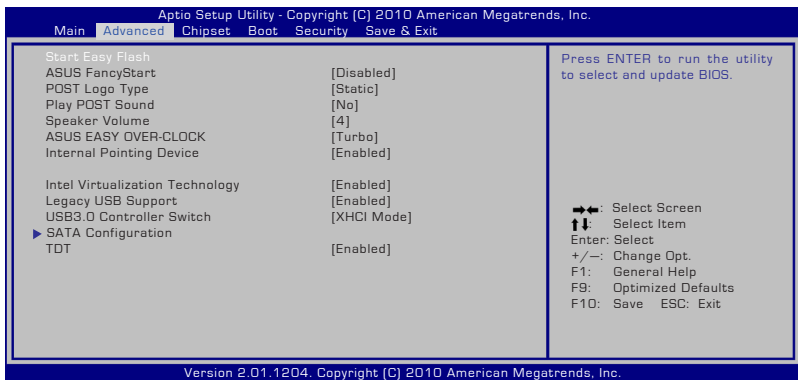 Aptio Setup Utility - Copyright (C) 2010 American Megatrends, Inc.
Main Advanced Chipset Boot Security Save & Exit
Start Easy Flash
ASUS FancyStart [Disabled]
POST Logo Type [Static]
Play POST Sound [No]
Speaker Volume [4]
ASUS EASY OVER-CLOCK [Turbo]
Internal Pointing Device [Enabled]
Intel Virtualization Technology [Enabled]
Legacy USB Support [Enabled]
USB3.0 Controller Switch [XHCI Mode]
SATA Configuration
TDT [Enabled]
Press ENTER to run the utility
to select and update BIOS.
→←: Select Screen
↑↓: Select Item
Enter: Select
+/—: Change Opt.
F1: General Help
F9: Optimized Defaults
F10: Save ESC: Exit
Version 2.01.1204. Copyright (C) 2010 American Megatrends, Inc.